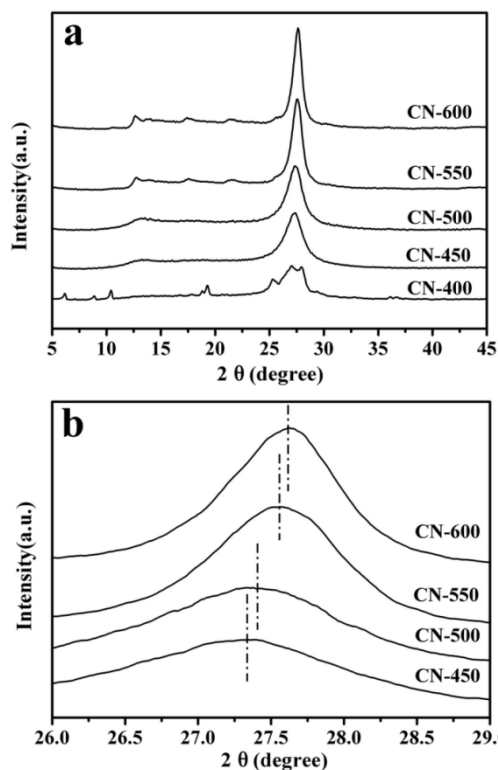 a
CN-600
CN-550
CN-500
CN-450
CN-400
Intensity(a.u.)
5 10 15 20 25 30 35 40 45
2 θ (degree)
b
CN-600
CN-550
CN-500
CN-450
Intensity(a.u.)
26.0 26.5 27.0 27.5 28.0 28.5 29.0
2 θ (degree)